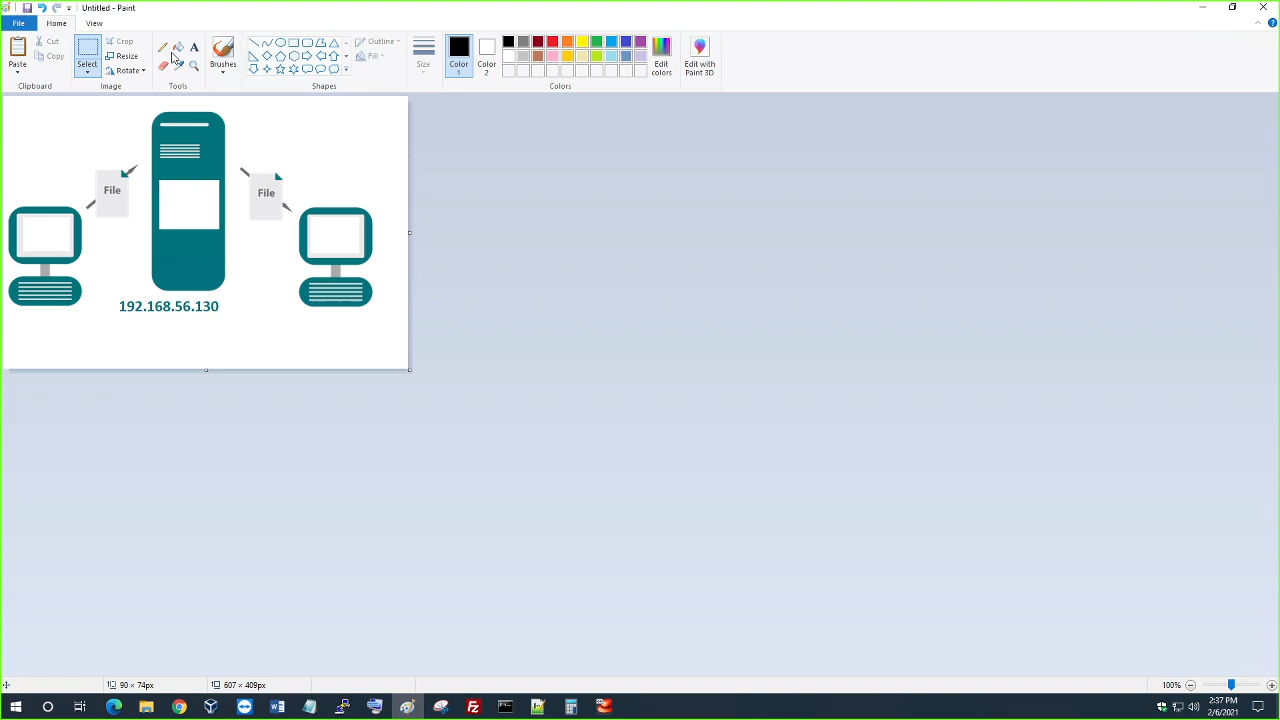 Untitled - Paint
File
Home
View
Paste
Cut
Copy
Clipboard
Select
Crop
Resize
Rotate
Image
A
Tools
Brushes
Outline
Fill
Shapes
Size
Color 1
Color 2
Edit colors
Edit with Paint 3D
Colors
File
File
192.168.56.130
90 × 74px
607 × 409px
100%
2:37 PM
2/6/2021